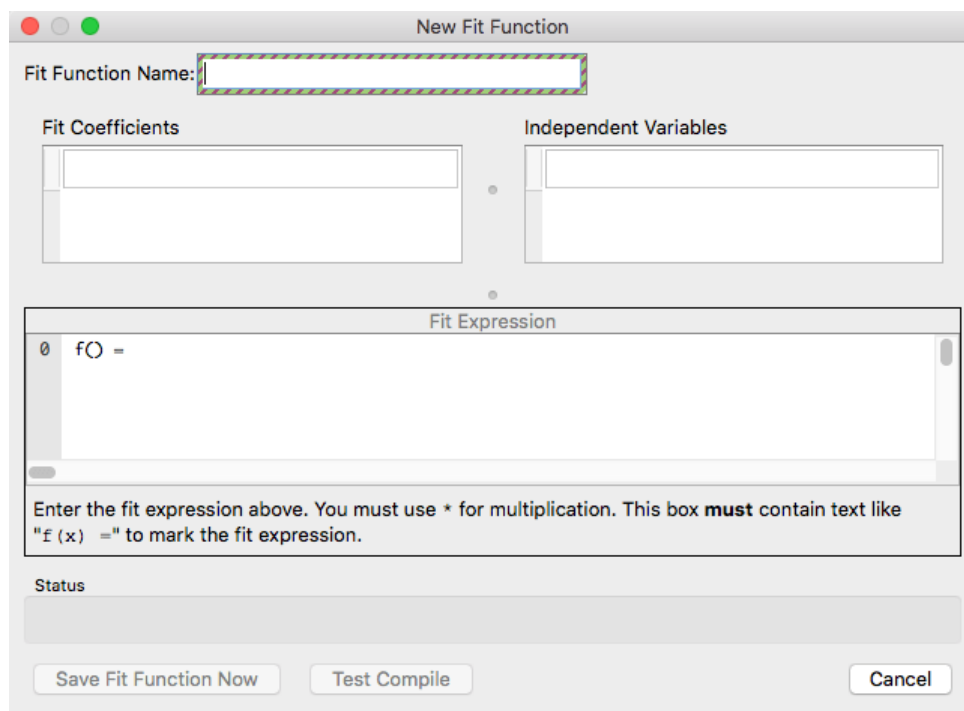 New Fit Function
Fit Function Name:
Fit Coefficients
Independent Variables
Fit Expression
0 f() =
Enter the fit expression above. You must use * for multiplication. This box must contain text like
"f(x) =" to mark the fit expression.
Status
Save Fit Function Now
Test Compile
Cancel